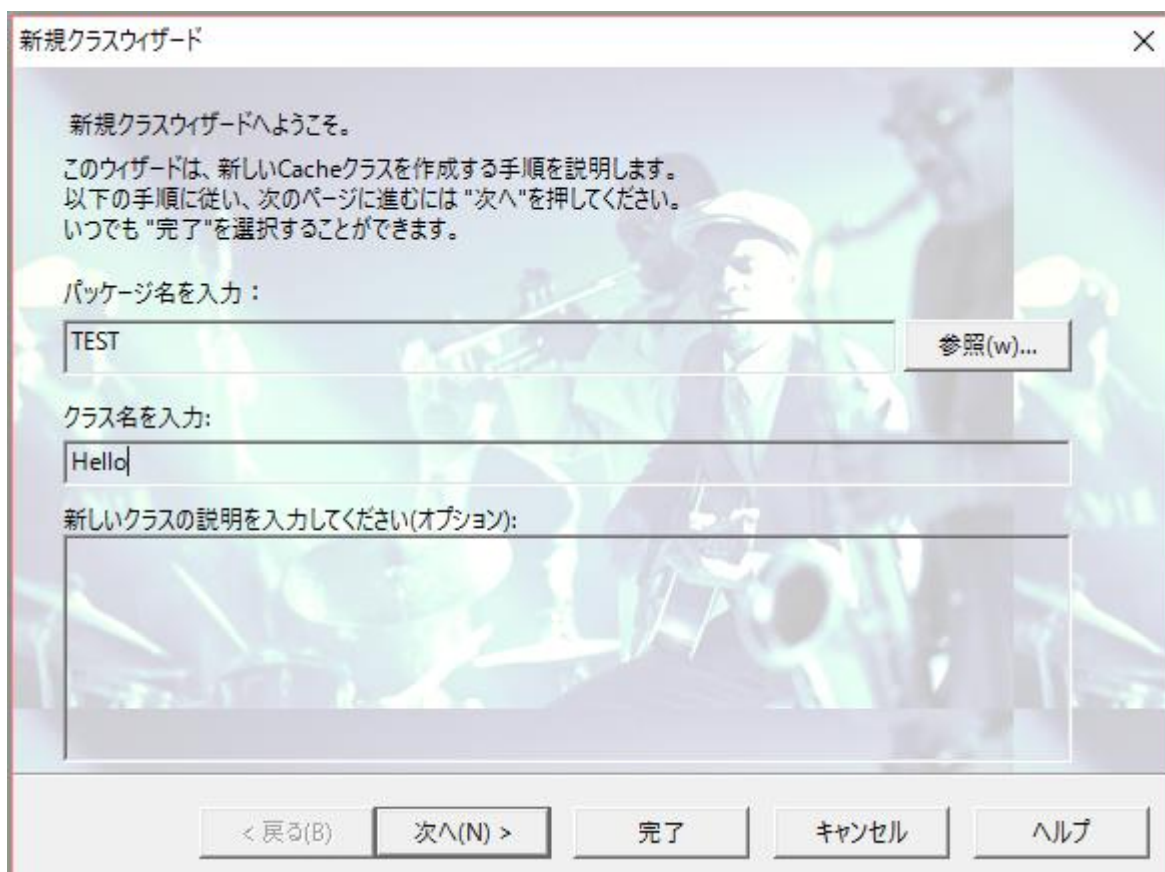 新規クラスウィザード
新規クラスウィザードへようこそ。
このウィザードは、新しいCacheクラスを作成する手順を説明します。
以下の手順に従い、次のページに進むには "次へ"を押してください。
いつでも "完了"を選択することができます。
パッケージ名を入力：
TEST
参照(w)...
クラス名を入力:
Hello
新しいクラスの説明を入力してください(オプション):
< 戻る(B) 次へ(N) > 完了 キャンセル ヘルプ